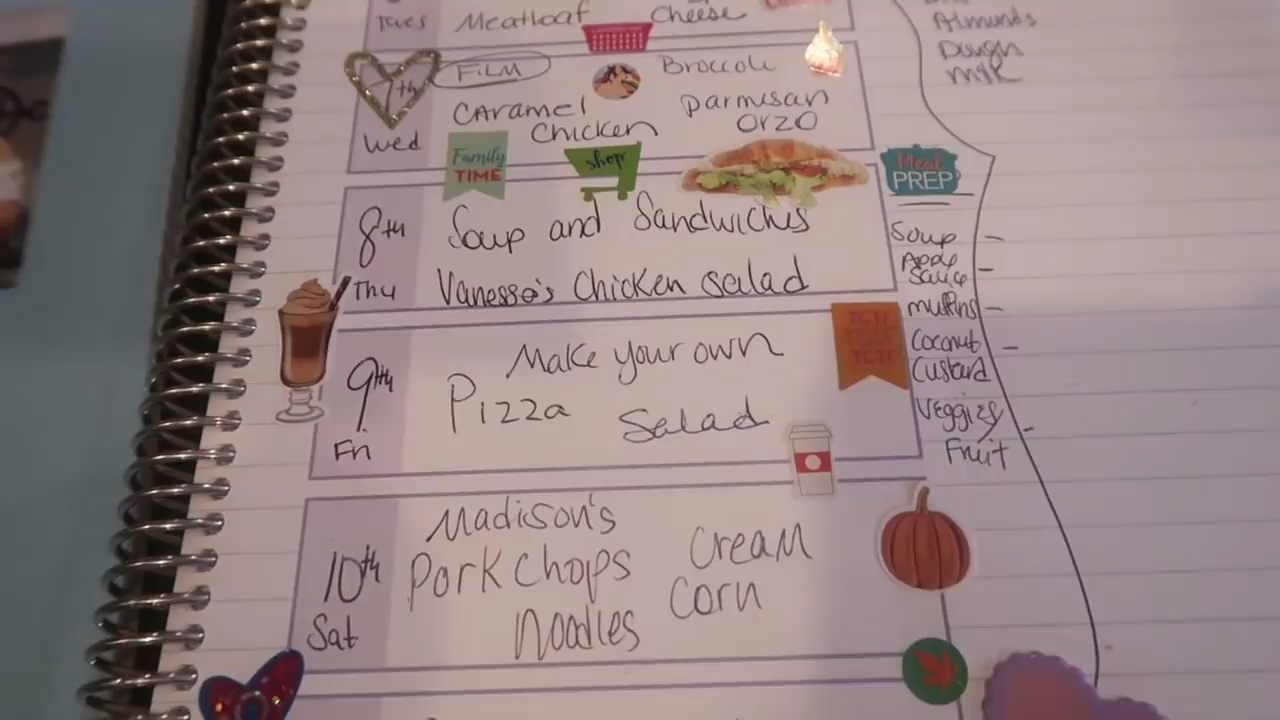 Tues Meatloaf Cheese
7th Wed
FILM Broccoli
Caramel Chicken Parmesan Orzo
Family TIME
shop
8th Thu
Soup and Sandwiches
Vanessa's Chicken salad
9th Fri
Make your own
Pizza Salad
TGIF
10th Sat
Madison's
Pork Chops Cream
Noodles Corn
Almonds
Dough
Milk
Meal PREP
Soup
Apple
Sauce
muffins
Coconut
Custard
Veggies
Fruit